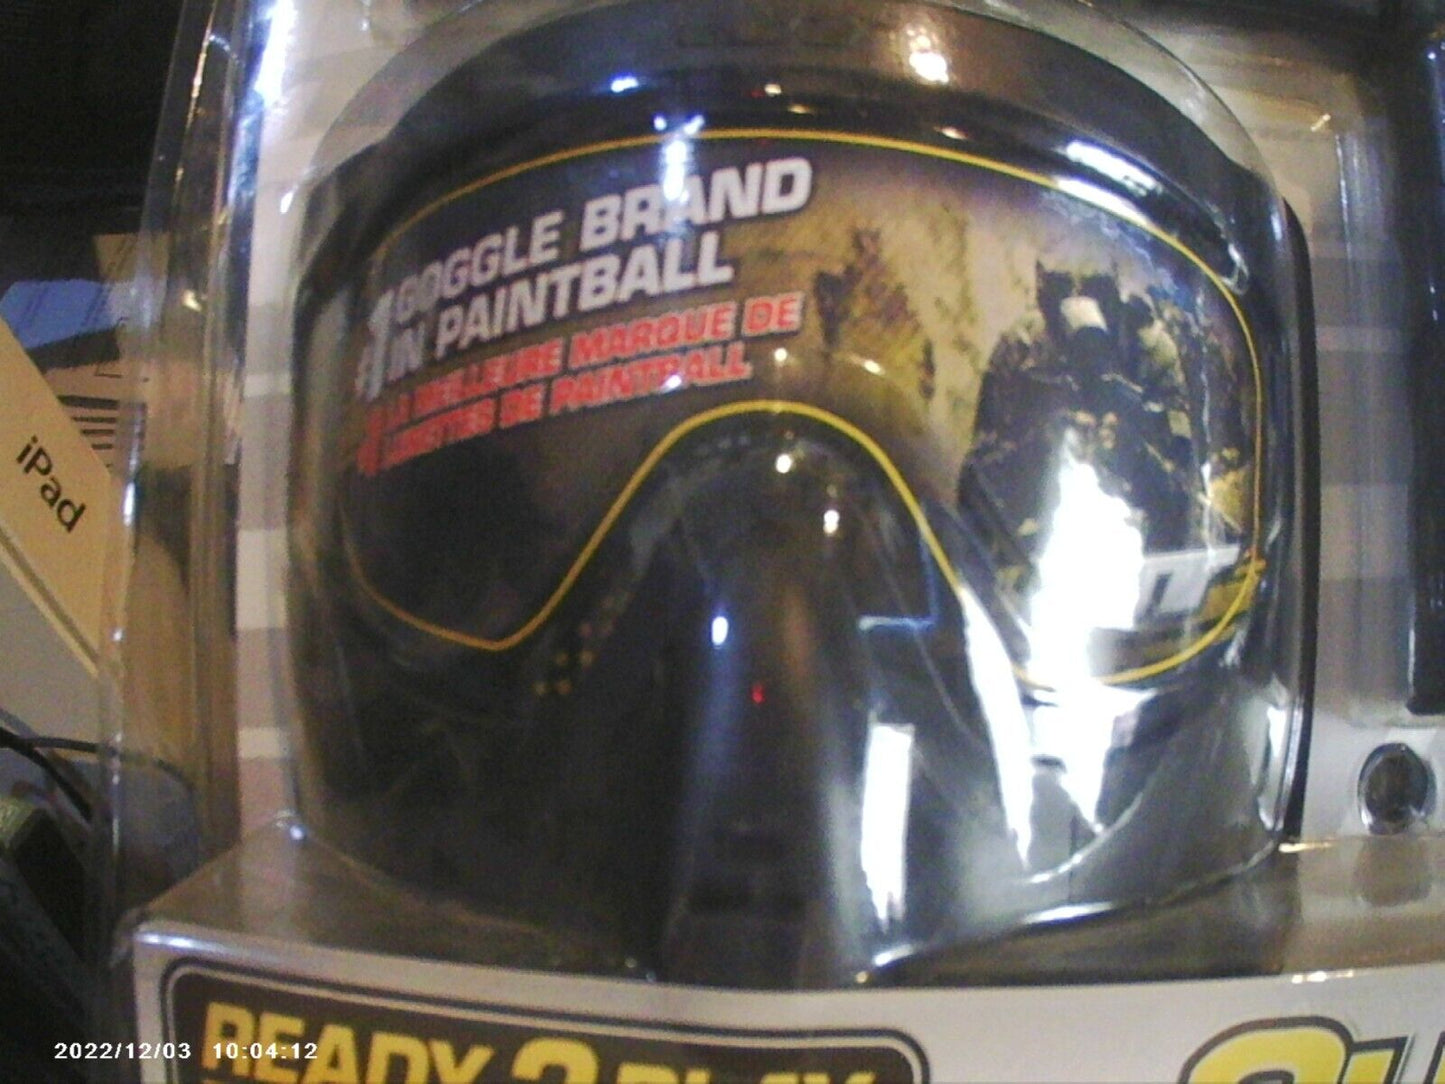 #1 GOGGLE BRAND
IN PAINTBALL
LA MEILLEURE MARQUE DE
LUNETTES DE PAINTBALL
iPad
READY 2 PLAY
2022/12/03 10:04:12